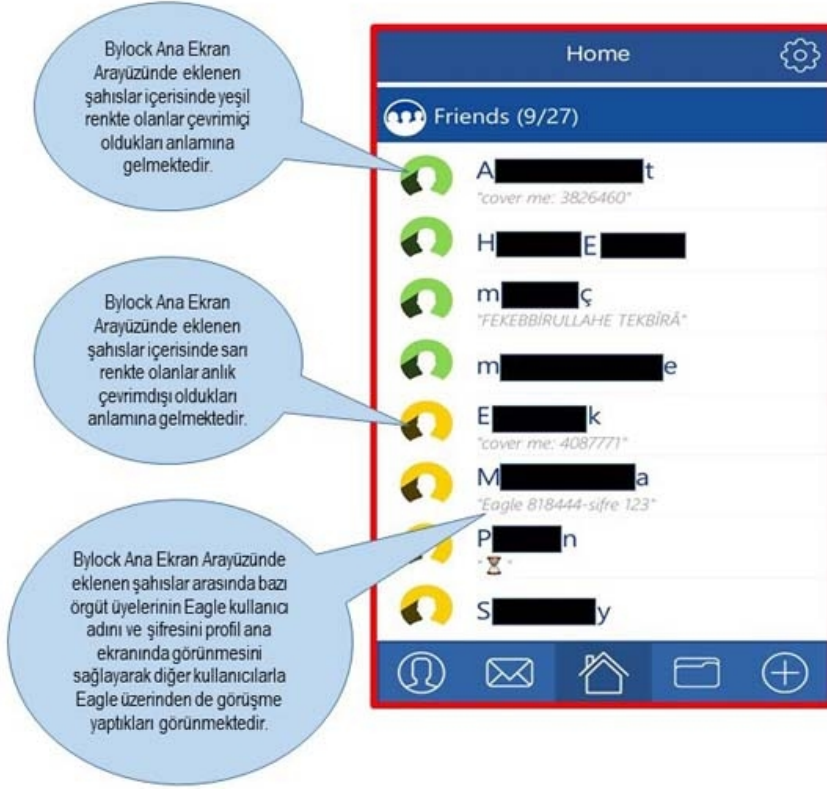 Bylock Ana Ekran
Arayüzünde eklenen
şahıslar içerisinde yeşil
renkte olanlar çevrimiçi
oldukları anlamına
gelmektedir.
Bylock Ana Ekran
Arayüzünde eklenen
şahıslar içerisinde sarı
renkte olanlar anlık
çevrimdışı oldukları
anlamına gelmektedir.
Bylock Ana Ekran Arayüzünde
eklenen şahıslar arasında bazı
örgüt üyelerinin Eagle kullanıcı
adını ve şifresini profil ana
ekranında görünmesini
sağlayarak diğer kullanıcılarla
Eagle üzerinden de görüşme
yaptıkları görünmektedir.
Home
Friends (9/27)
A t
"cover me: 3826460"
H E
m ç
"FEKEBBİRULLAHE TEKBÎRÂ"
m e
E k
"cover me: 4087771"
M a
"Eagle 818444-sifre 123"
P n
"⏳"
S y